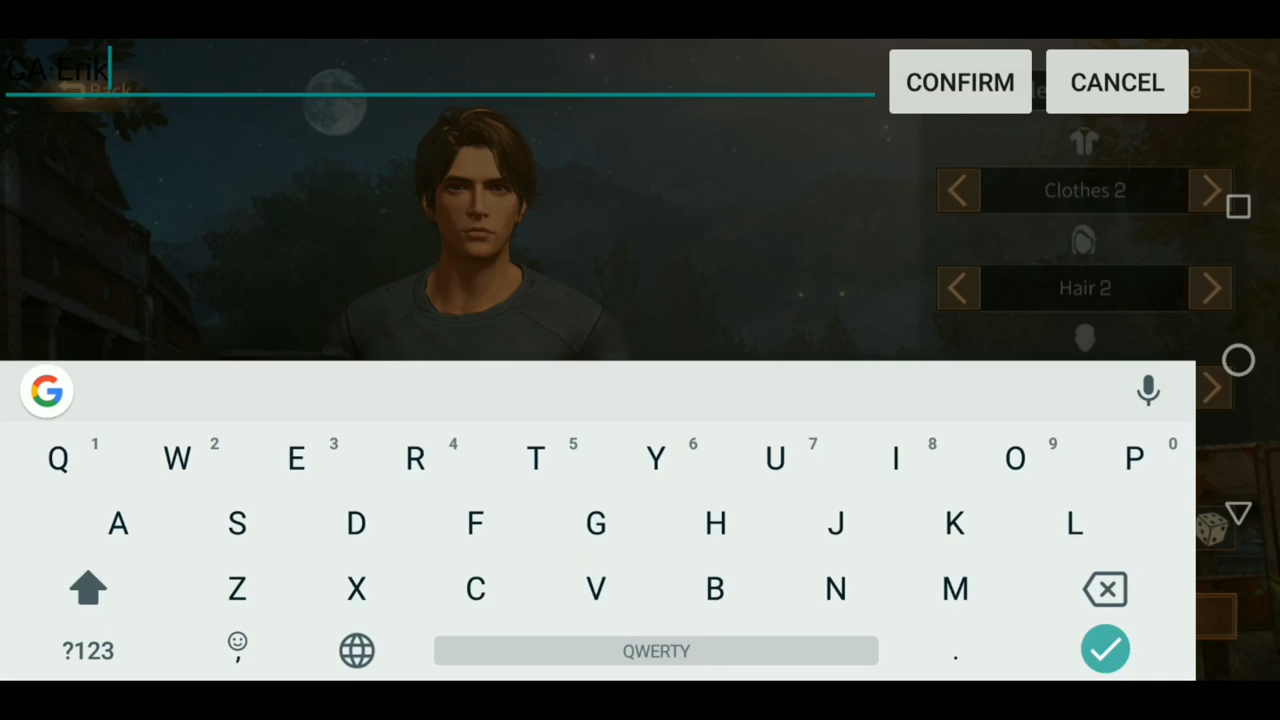 CA·Erik
Back
CONFIRM
CANCEL
Clothes 2
Hair 2
Q 1 W 2 E 3 R 4 T 5 Y 6 U 7 I 8 O 9 P 0
A S D F G H J K L
Z X C V B N M
?123 , QWERTY .